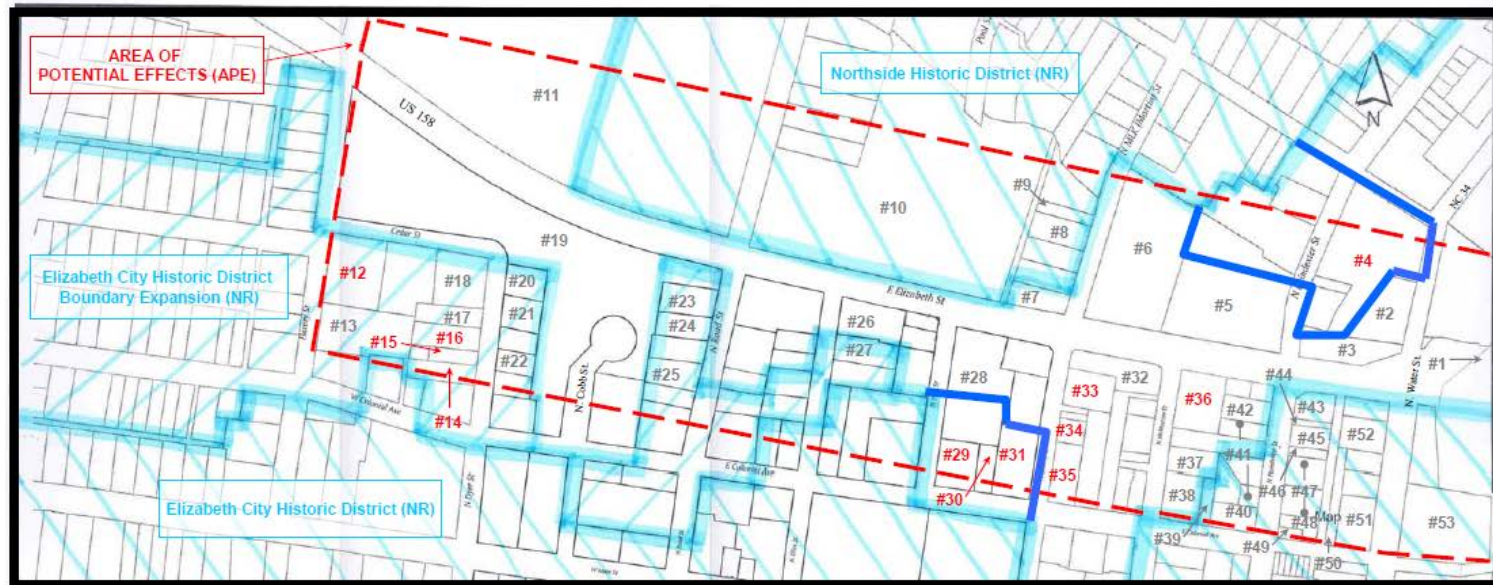 AREA OF
POTENTIAL EFFECTS (APE)
Northside Historic District (NR)
N
#11
US 158
N MLK
#9
#10
#8
NC 34
#6
#4
Cedar St
#19
Elizabeth City Historic District
Boundary Expansion (NR)
#12
#18
#20
#7
#5
N Poindexter St
#2
E Elizabeth St
#23
#17
#21
#13
#15
#16
#24
N Road St
#26
#27
#3
#1
N. Water St.
#22
N. Cobb St.
#25
#28
#33
#32
#44
#36
#42
#43
W Colonial Ave
#14
#34
#45
#52
#29
#31
#41
#37
E Colonial Ave
#35
#46
#47
#30
#38
#40
#48
Map
#51
#53
N Dyer St
Elizabeth City Historic District (NR)
#39
#49
#50